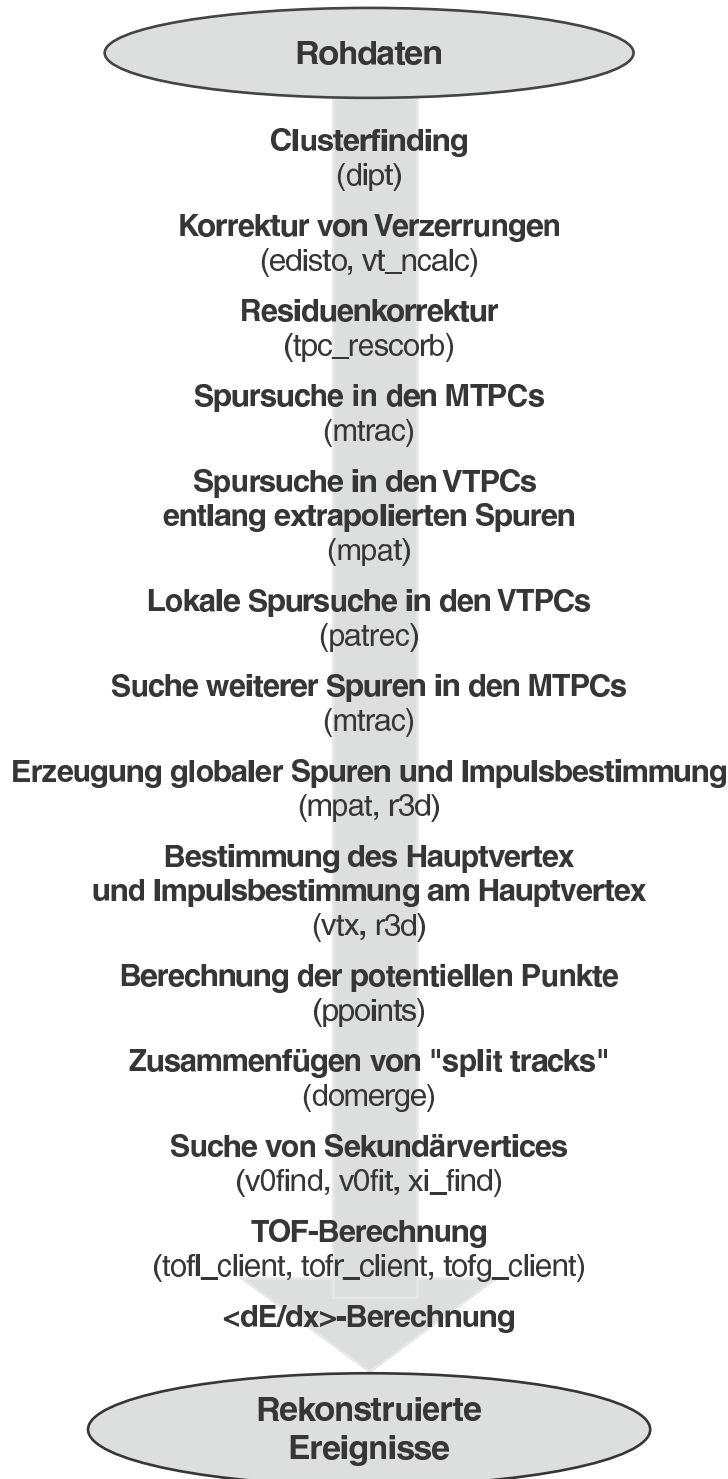 Rohdaten
Clusterfinding
(dipt)
Korrektur von Verzerrungen
(edisto, vt_ncalc)
Residuenkorrektur
(tpc_rescorb)
Spursuche in den MTPCs
(mtrac)
Spursuche in den VTPCs
entlang extrapolierten Spuren
(mpat)
Lokale Spursuche in den VTPCs
(patrec)
Suche weiterer Spuren in den MTPCs
(mtrac)
Erzeugung globaler Spuren und Impulsbestimmung
(mpat, r3d)
Bestimmung des Hauptvertex
und Impulsbestimmung am Hauptvertex
(vtx, r3d)
Berechnung der potentiellen Punkte
(ppoints)
Zusammenfügen von "split tracks"
(domerge)
Suche von Sekundärvertices
(v0find, v0fit, xi_find)
TOF-Berechnung
(tofl_client, tofr_client, tofg_client)
<dE/dx>-Berechnung
Rekonstruierte
Ereignisse